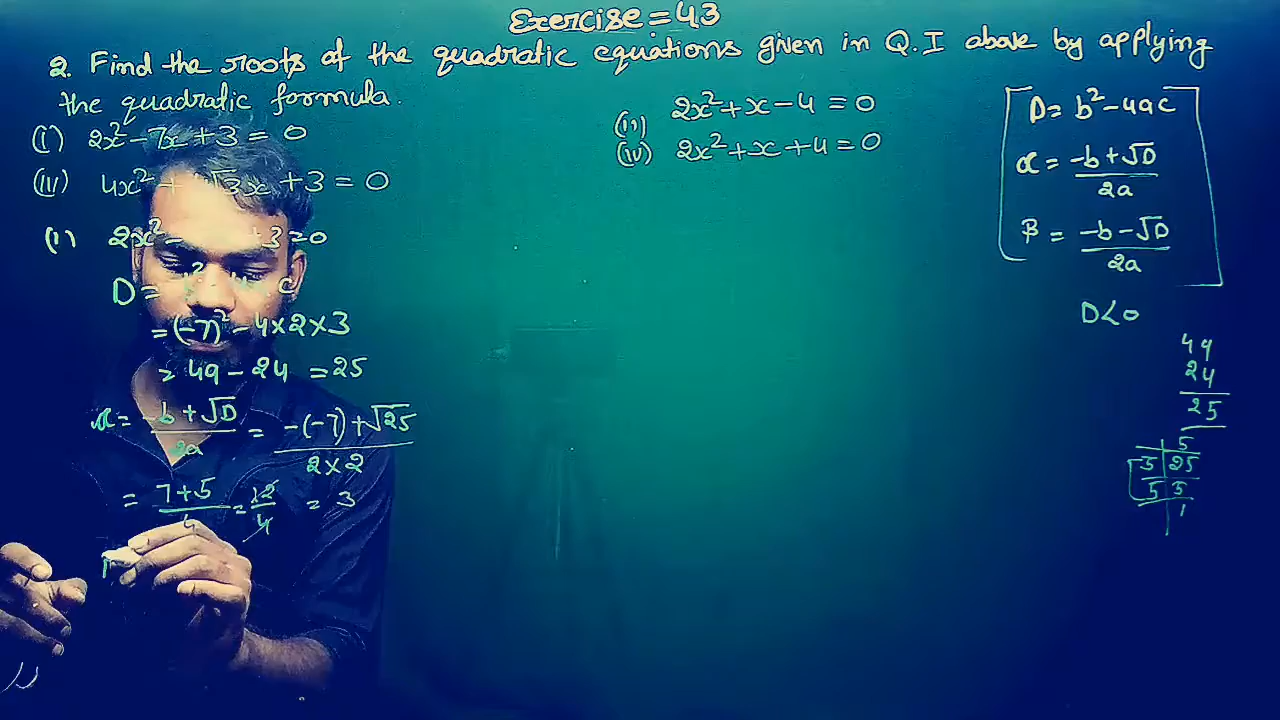 Exercise = 43
2. Find the roots of the quadratic equations given in Q.I above by applying
the quadratic formula.
(i) 2x² - 7x + 3 = 0
(ii) 2x² + x - 4 = 0
(iii) 4x² + √3x + 3 = 0
(iv) 2x² + x + 4 = 0
(i) 2x² - + 3 = 0
D = ² c
= (-7)² - 4×2×3
= 49 - 24 = 25
α = -b + √D / 2a = -(-7) + √25 / 2×2
= 7+5 / 4 = 12 / 4 = 3
D = b² - 4ac
α = -b + √D / 2a
β = -b - √D / 2a
D < 0
49
24
25
5
5 25
5 5
1